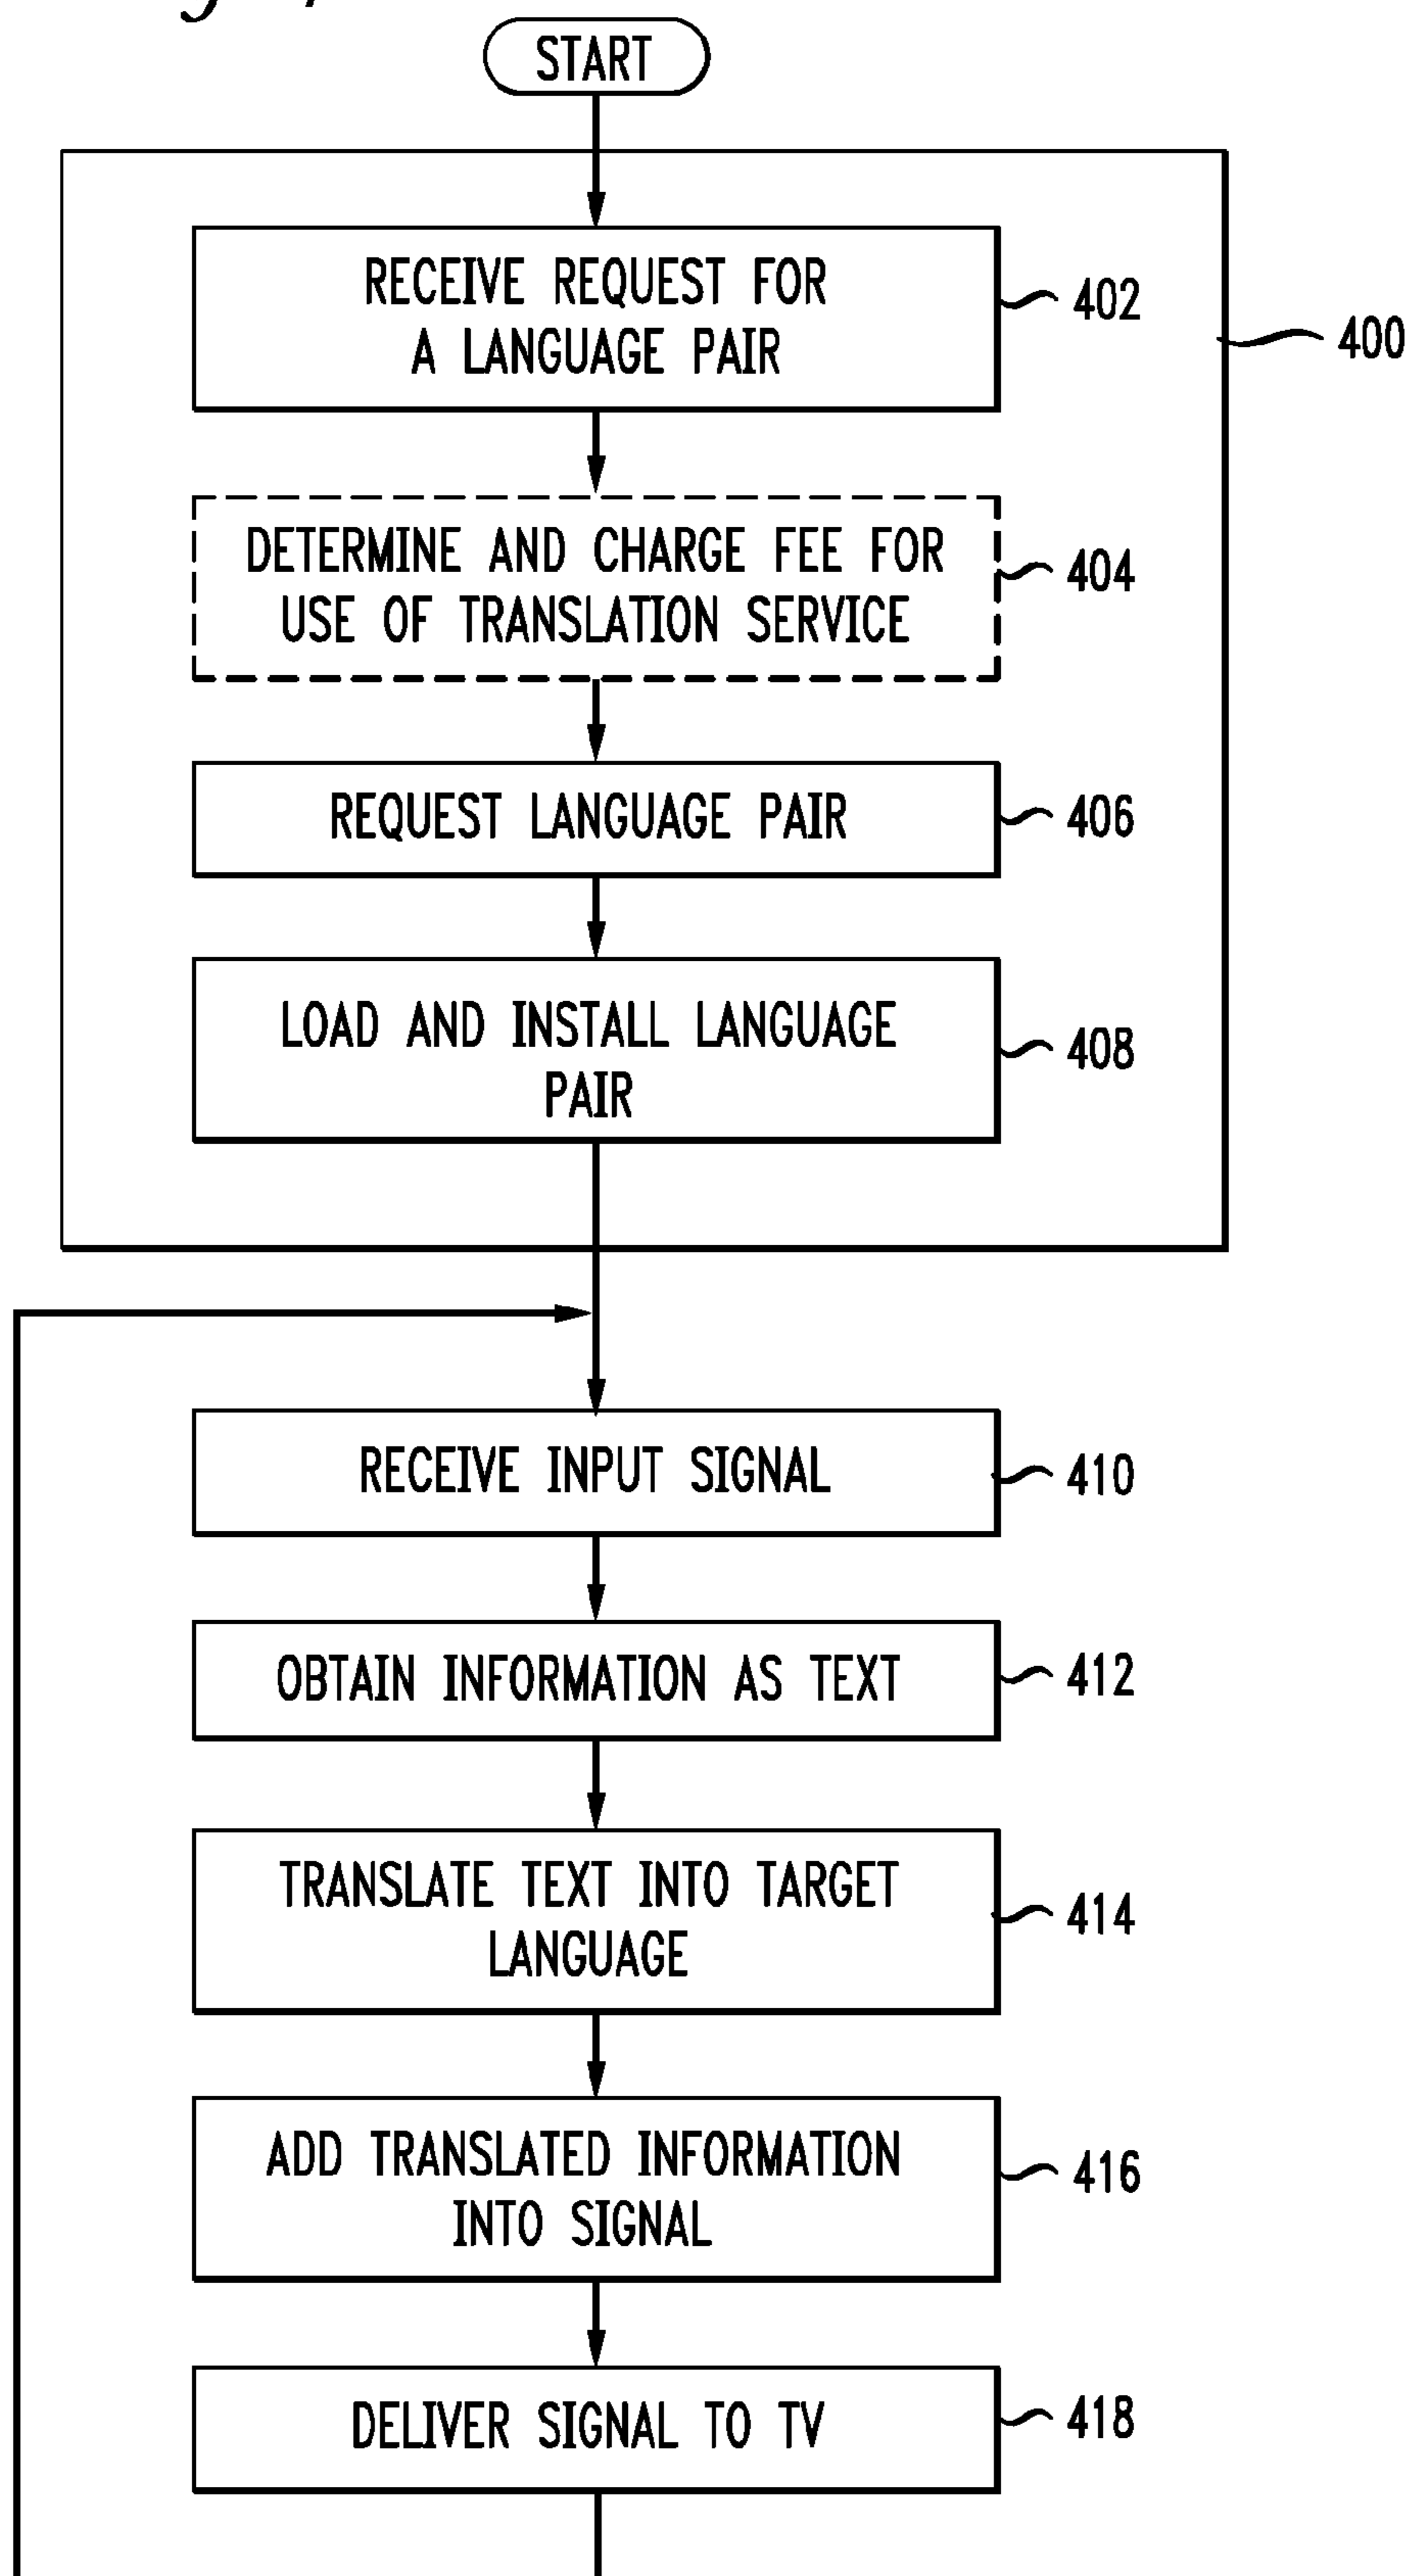 START
RECEIVE REQUEST FOR
A LANGUAGE PAIR
402
400
DETERMINE AND CHARGE FEE FOR
USE OF TRANSLATION SERVICE
404
REQUEST LANGUAGE PAIR
406
LOAD AND INSTALL LANGUAGE
PAIR
408
RECEIVE INPUT SIGNAL
410
OBTAIN INFORMATION AS TEXT
412
TRANSLATE TEXT INTO TARGET
LANGUAGE
414
ADD TRANSLATED INFORMATION
INTO SIGNAL
416
DELIVER SIGNAL TO TV
418